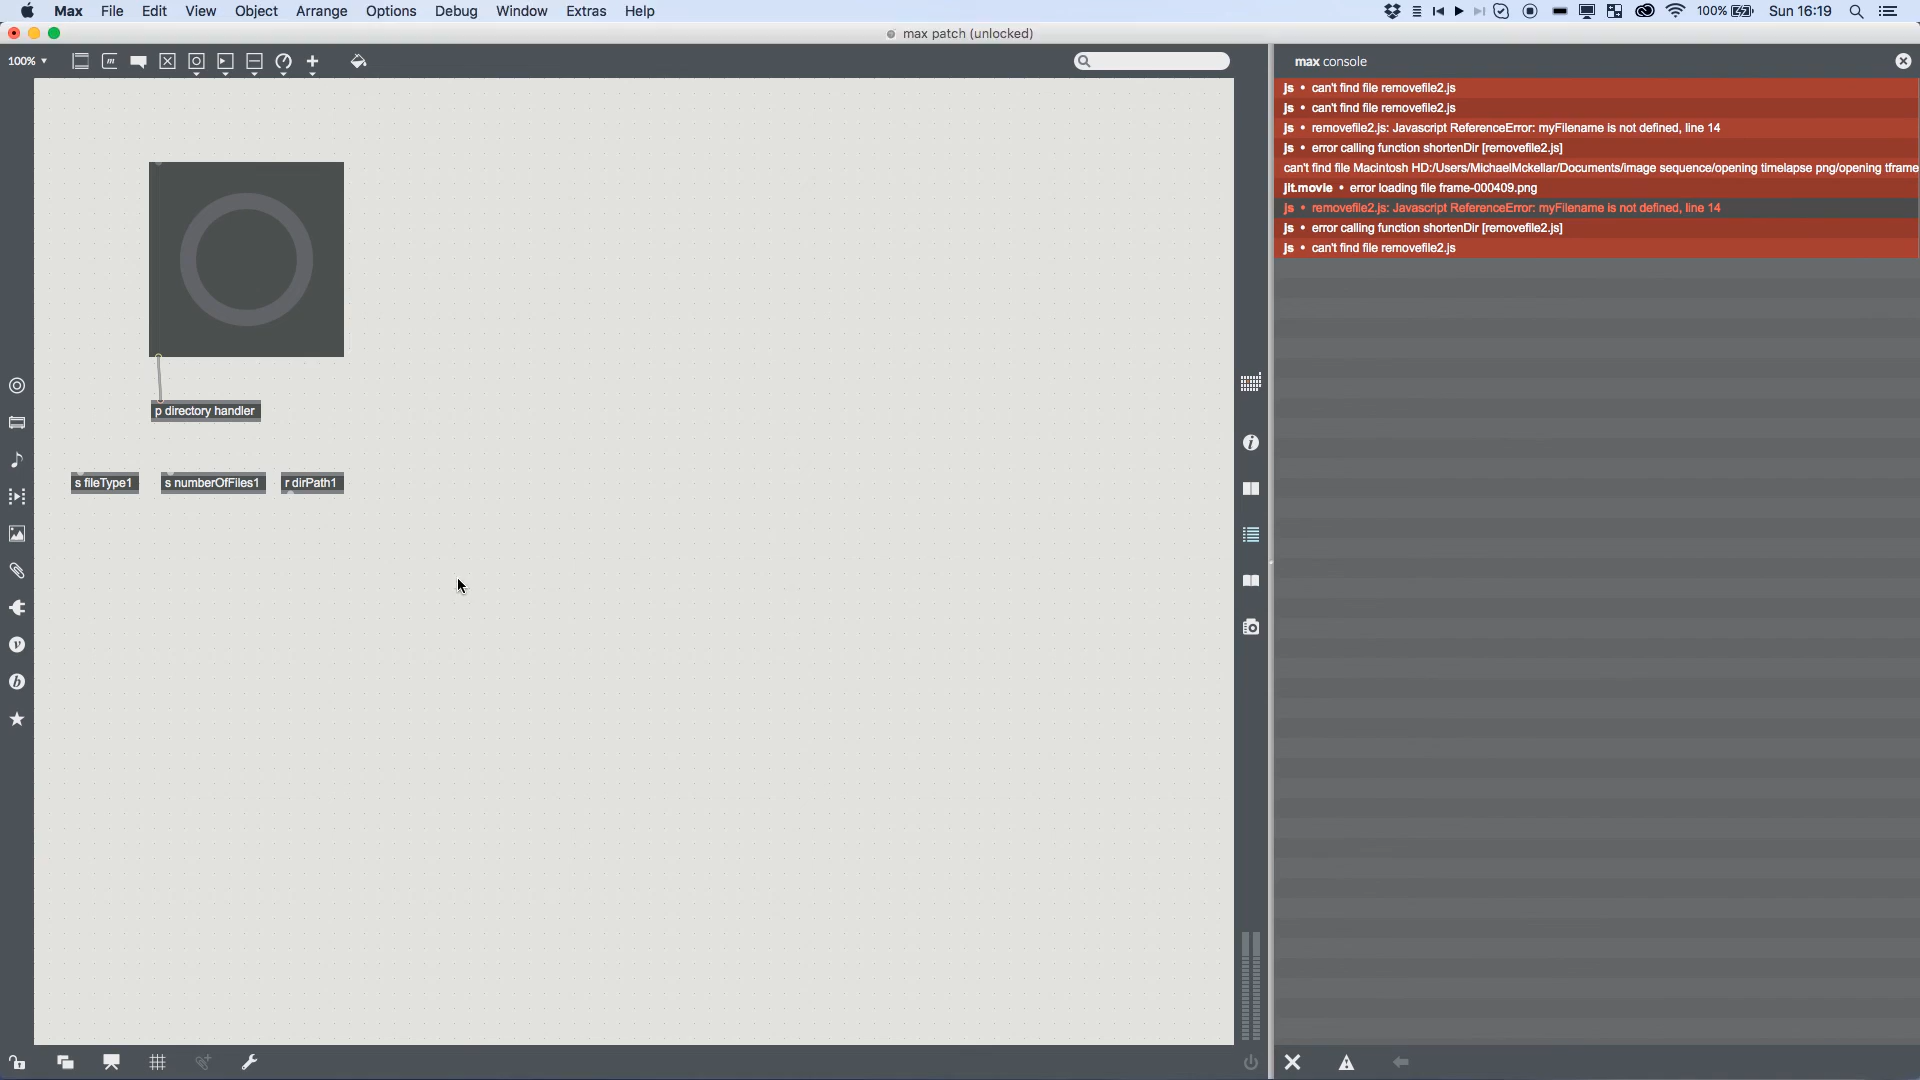 Max File Edit View Object Arrange Options Debug Window Extras Help 100% Sun 16:19
max patch (unlocked)
100%
max console
js • can't find file removefile2.js
js • can't find file removefile2.js
js • removefile2.js: Javascript ReferenceError: myFilename is not defined, line 14
js • error calling function shortenDir [removefile2.js]
can't find file Macintosh HD:/Users/MichaelMckellar/Documents/image sequence/opening timelapse png/opening tframe
jit.movie • error loading file frame-000409.png
js • removefile2.js: Javascript ReferenceError: myFilename is not defined, line 14
js • error calling function shortenDir [removefile2.js]
js • can't find file removefile2.js
p directory handler
s fileType1
s numberOfFiles1
r dirPath1